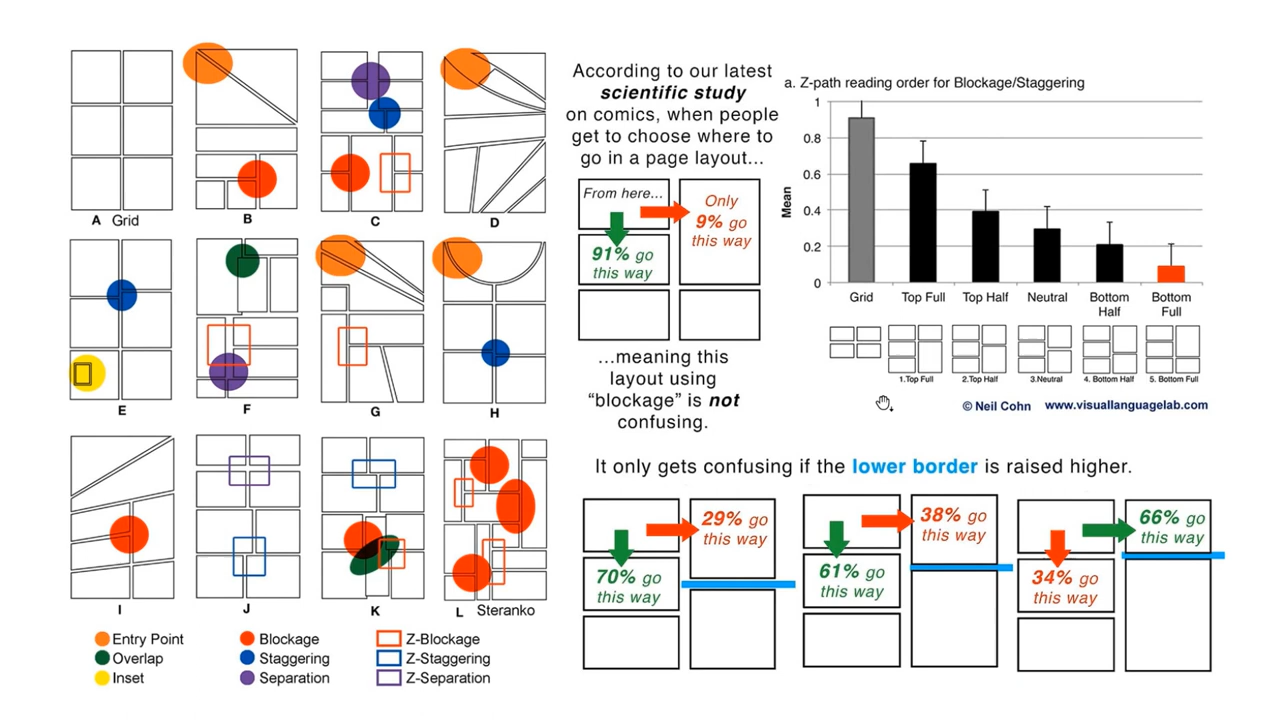 A Grid
B
C
D
E
F
G
H
I
J
K
L Steranko
Entry Point
Overlap
Inset
Blockage
Staggering
Separation
Z-Blockage
Z-Staggering
Z-Separation
According to our latest
scientific study
on comics, when people
get to choose where to
go in a page layout...
From here...
Only
9% go
this way
91% go
this way
...meaning this
layout using
“blockage” is not
confusing.
a. Z-path reading order for Blockage/Staggering
Mean
1
0.8
0.6
0.4
0.2
0
Grid
Top Full
Top Half
Neutral
Bottom
Half
Bottom
Full
1.Top Full
2.Top Half
3.Neutral
4. Bottom Half
5. Bottom Full
© Neil Cohn www.visuallanguagelab.com
It only gets confusing if the lower border is raised higher.
29% go
this way
70% go
this way
38% go
this way
61% go
this way
66% go
this way
34% go
this way